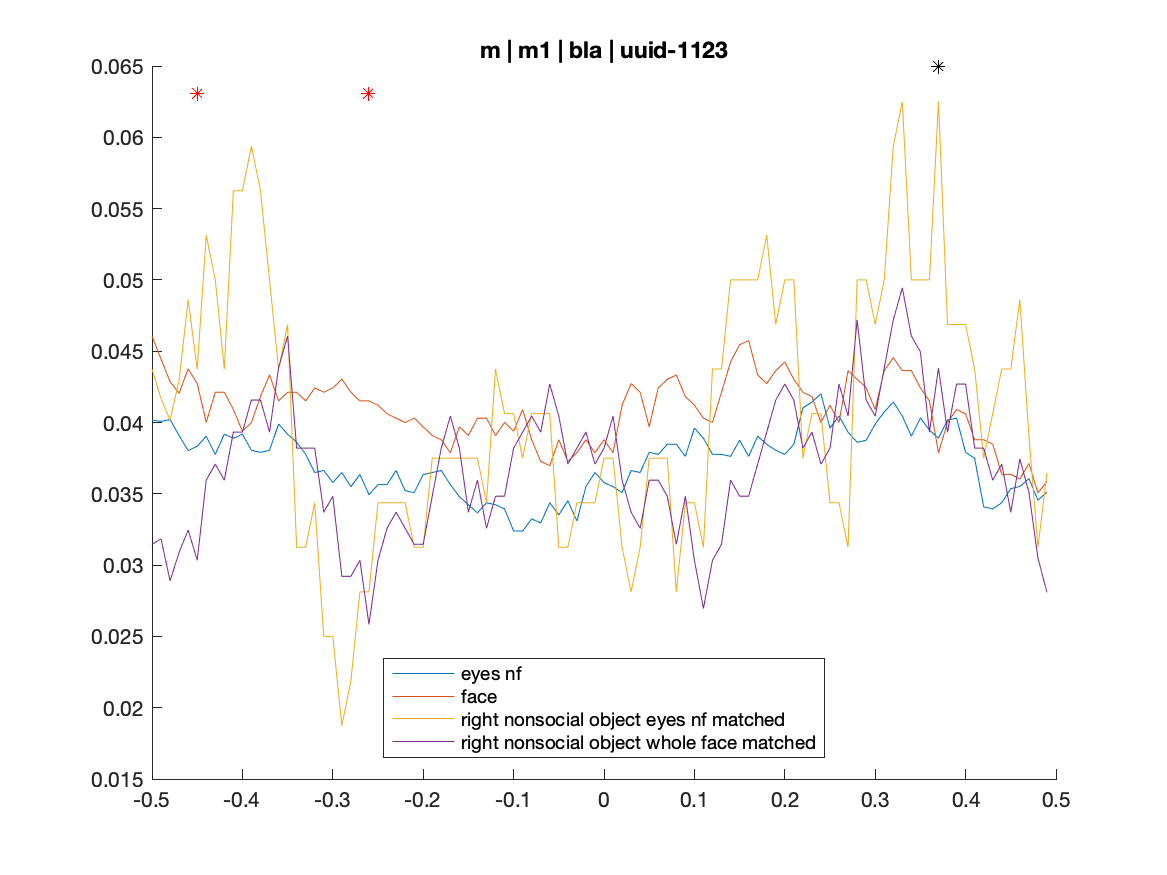 m | m1 | bla | uuid-1123
0.065
0.06
0.055
0.05
0.045
0.04
0.035
0.03
0.025
0.02
0.015
eyes nf
face
right nonsocial object eyes nf matched
right nonsocial object whole face matched
-0.5 -0.4 -0.3 -0.2 -0.1 0 0.1 0.2 0.3 0.4 0.5